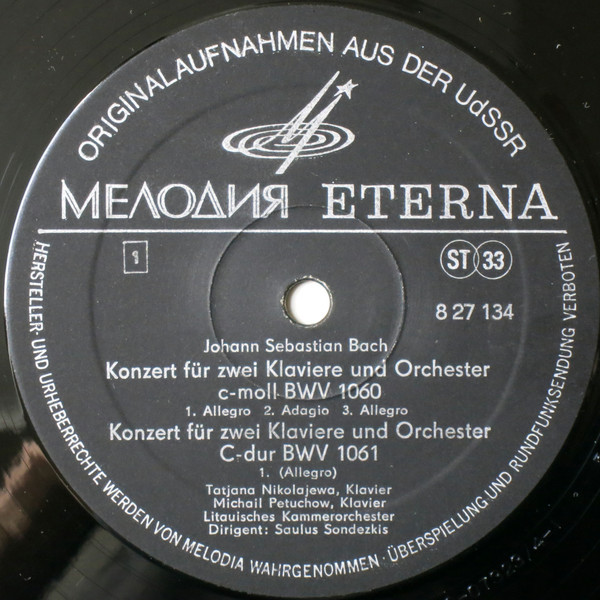 ORIGINALAUFNAHMEN AUS DER UdSSR
МЕЛОДИЯ ETERNA
1
ST 33
8 27 134
Johann Sebastian Bach
Konzert für zwei Klaviere und Orchester
c-moll BWV 1060
1. Allegro 2. Adagio 3. Allegro
Konzert für zwei Klaviere und Orchester
C-dur BWV 1061
1. (Allegro)
Tatjana Nikolajewa, Klavier
Michail Petuchow, Klavier
Litauisches Kammerorchester
Dirigent: Saulus Sondezkis
HERSTELLER- UND URHEBERRECHTE WERDEN VON MELODIA WAHRGENOMMEN · ÜBERSPIELUNG UND RUNDFUNKSENDUNG VERBOTEN